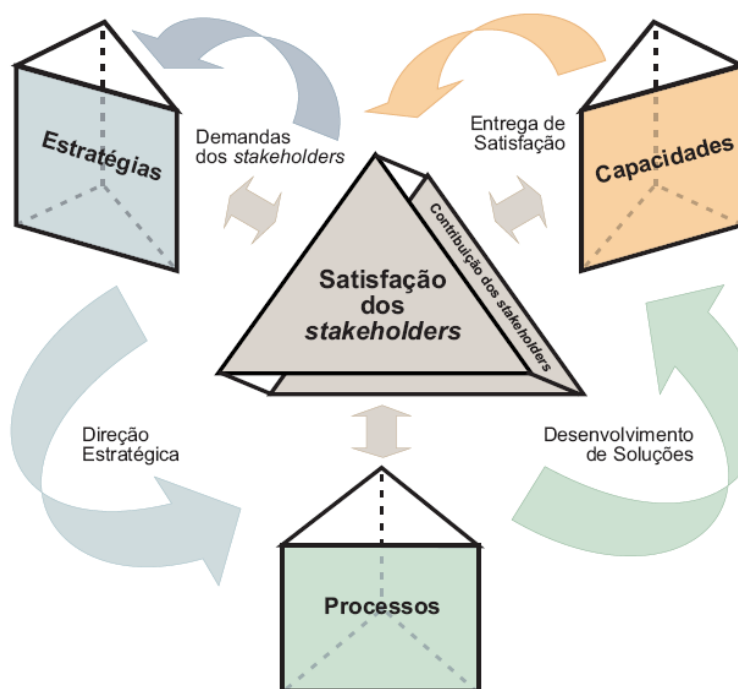 Estratégias
Demandas
dos stakeholders
Entrega de
Satisfação
Capacidades
Satisfação
dos
stakeholders
Contribuição dos stakeholders
Direção
Estratégica
Desenvolvimento
de Soluções
Processos